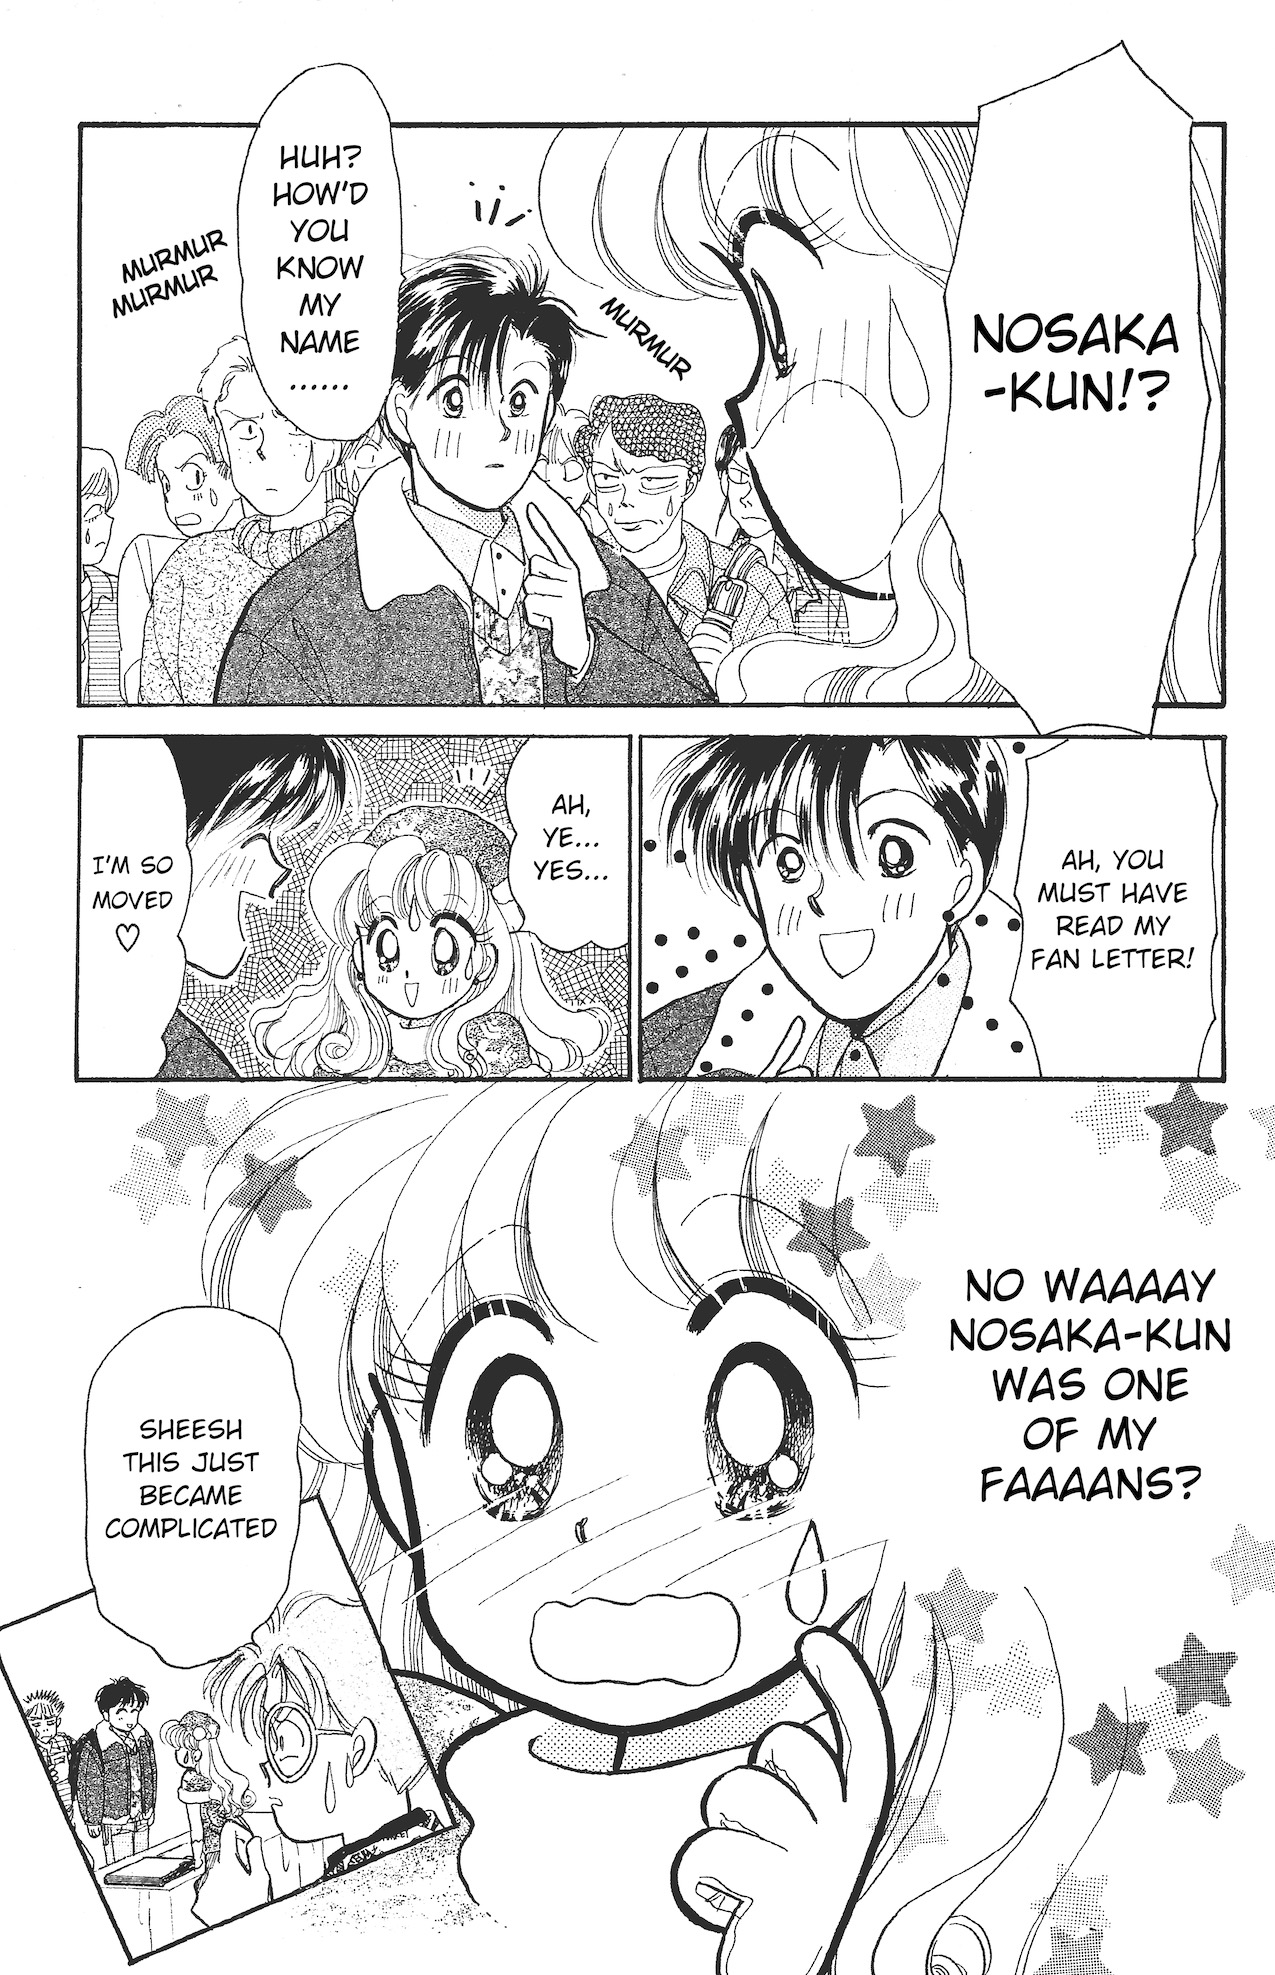 NOSAKA
-KUN!?
MURMUR
HUH?
HOW'D
YOU
KNOW
MY
NAME
......
MURMUR
MURMUR
AH, YOU
MUST HAVE
READ MY
FAN LETTER!
AH,
YE...
YES...
I'M SO
MOVED
♡
NO WAAAAY
NOSAKA-KUN
WAS ONE
OF MY
FAAAANS?
SHEESH
THIS JUST
BECAME
COMPLICATED